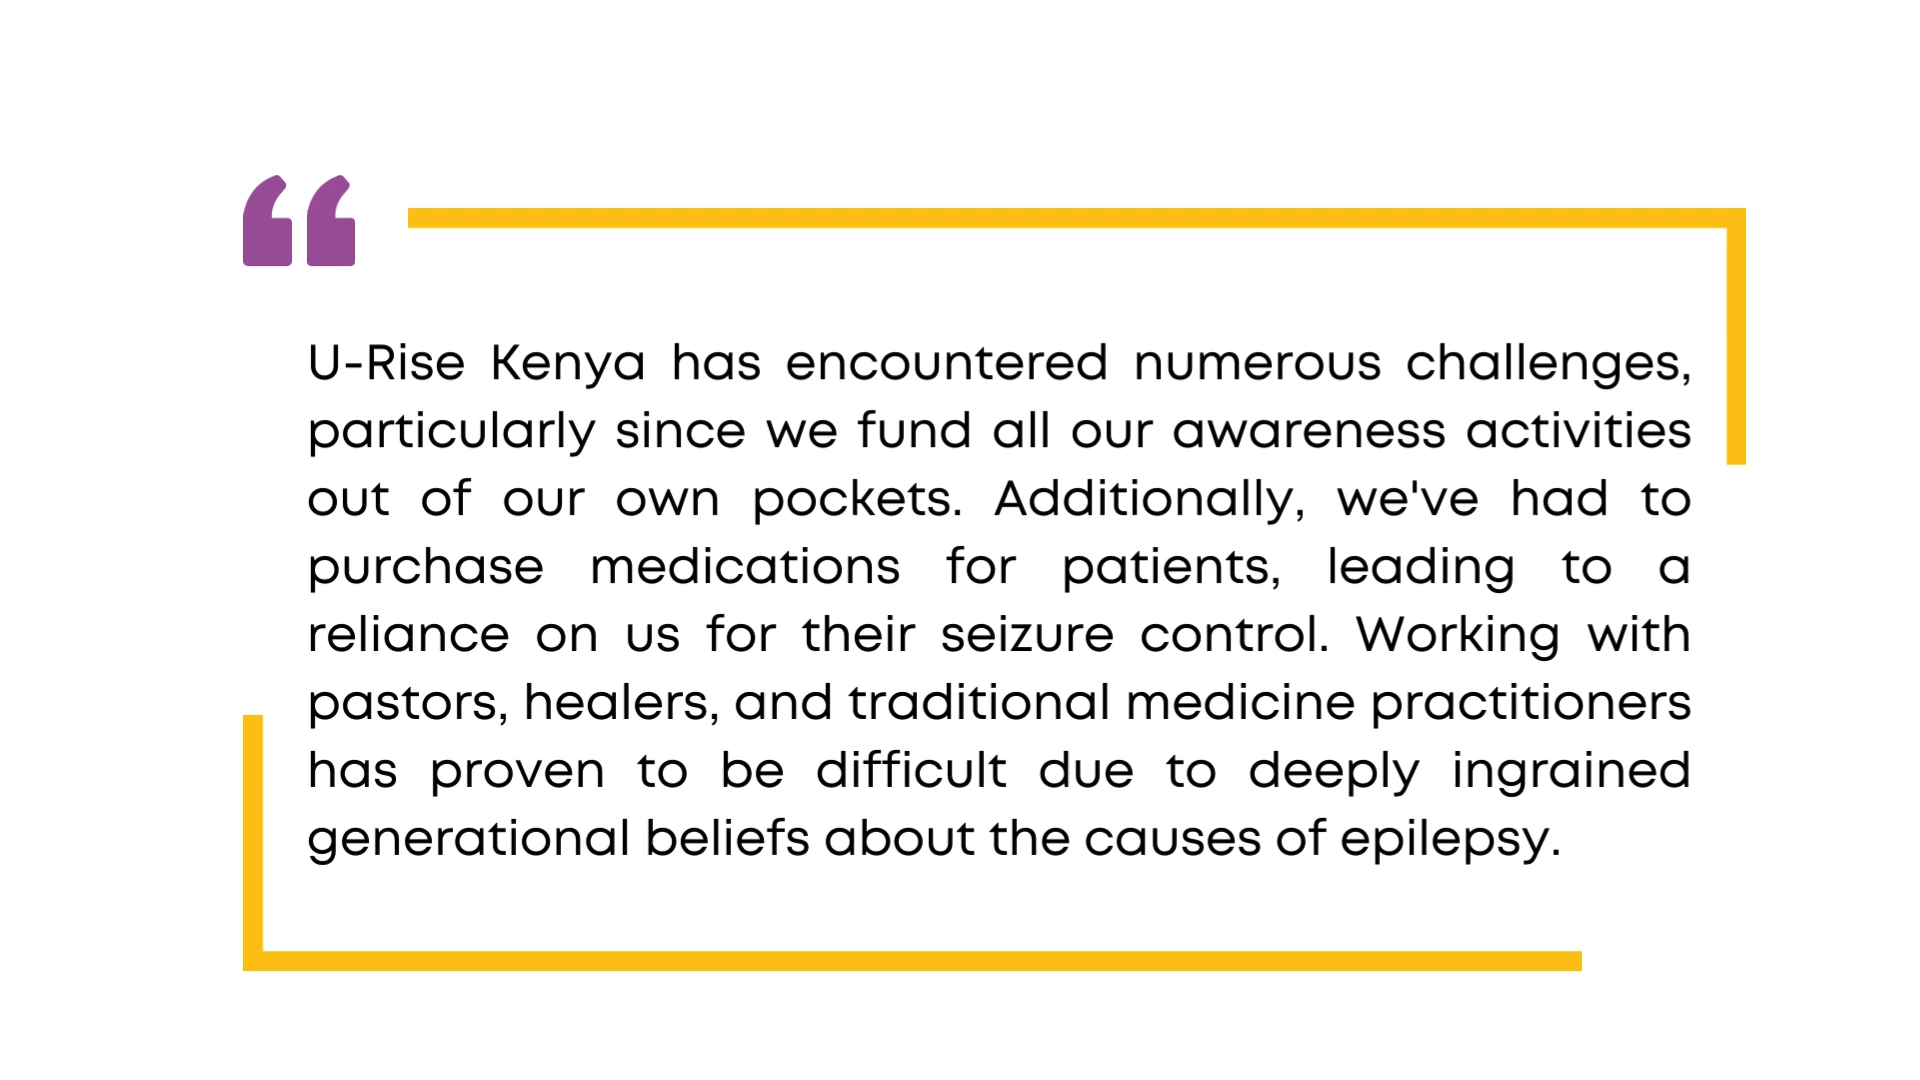 U-Rise Kenya has encountered numerous challenges,
particularly since we fund all our awareness activities
out of our own pockets. Additionally, we've had to
purchase medications for patients, leading to a
reliance on us for their seizure control. Working with
pastors, healers, and traditional medicine practitioners
has proven to be difficult due to deeply ingrained
generational beliefs about the causes of epilepsy.